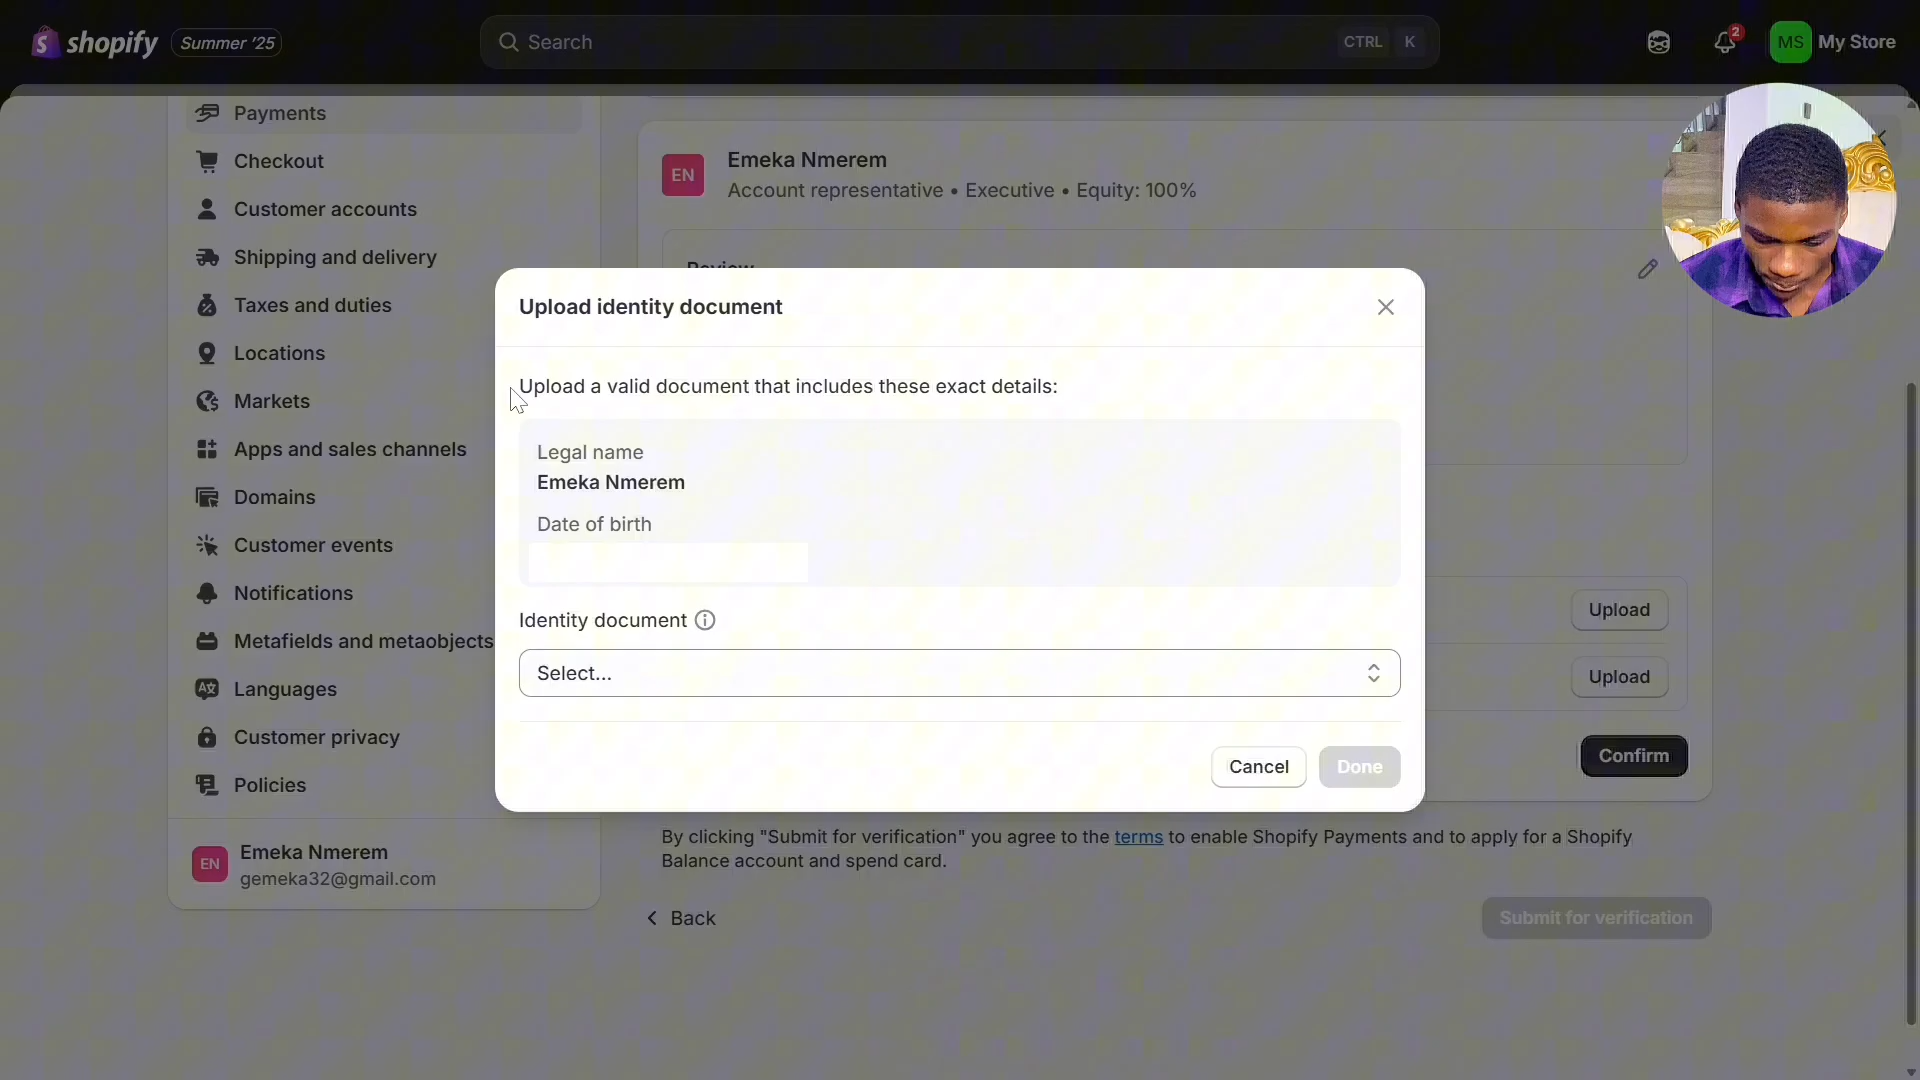 shopify
Summer '25
Search
CTRL K
2
MS
My Store
Payments
Checkout
Customer accounts
Shipping and delivery
Taxes and duties
Locations
Markets
Apps and sales channels
Domains
Customer events
Notifications
Metafields and metaobjects
Languages
Customer privacy
Policies
EN
Emeka Nmerem
gemeka32@gmail.com
EN
Emeka Nmerem
Account representative • Executive • Equity: 100%
Review
Upload identity document
Upload a valid document that includes these exact details:
Legal name
Emeka Nmerem
Date of birth
Identity document
Select...
Cancel
Done
Upload
Upload
Confirm
By clicking "Submit for verification" you agree to the terms to enable Shopify Payments and to apply for a Shopify
Balance account and spend card.
Back
Submit for verification